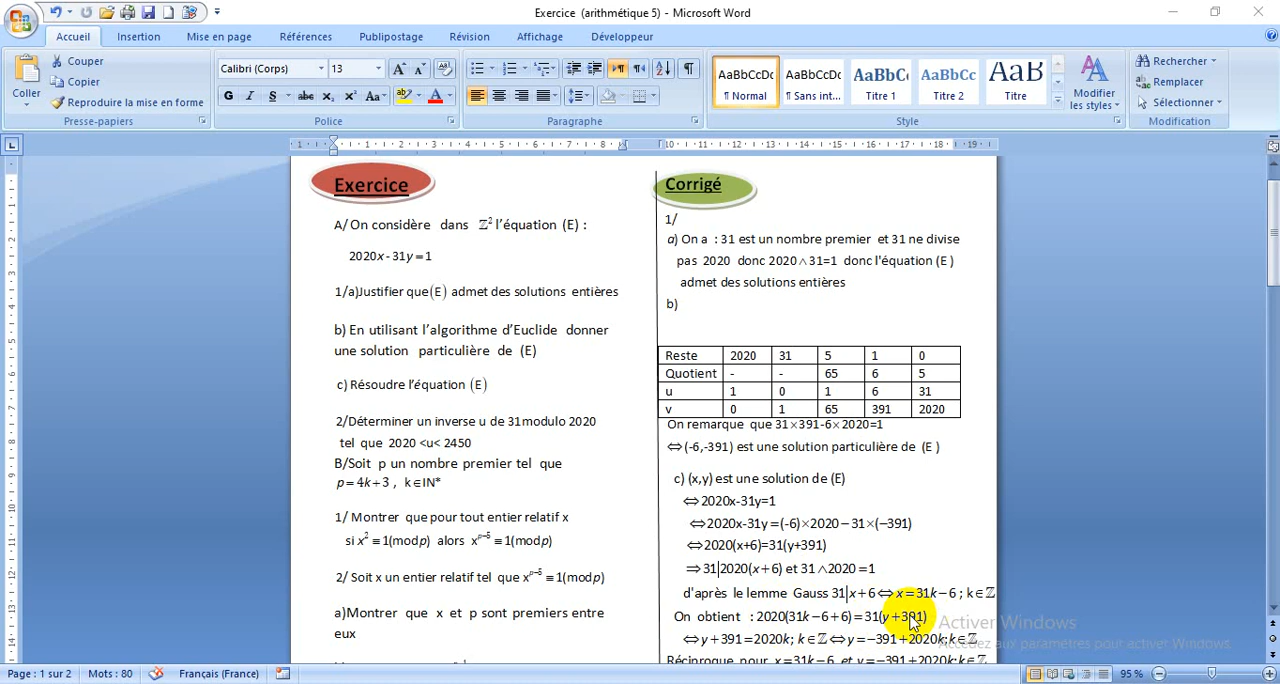 Exercice (arithmétique 5) - Microsoft Word
Accueil Insertion Mise en page Références Publipostage Révision Affichage Développeur
Coller
Couper
Copier
Reproduire la mise en forme
Presse-papiers
Calibri (Corps) 13
G I S abc x₂ x² Aa
Police
Paragraphe
AaBbCcDc AaBbCcDc AaBbC AaBbCc AaB
¶ Normal ¶ Sans int... Titre 1 Titre 2 Titre
Modifier les styles
Style
Rechercher
Remplacer
Sélectionner
Modification
Exercice
A/ On considère dans ℤ² l'équation (E) :
2020x - 31y = 1
1/a)Justifier que (E) admet des solutions entières
b) En utilisant l'algorithme d'Euclide donner
une solution particulière de (E)
c) Résoudre l'équation (E)
2/Déterminer un inverse u de 31modulo 2020
tel que 2020 <u< 2450
B/Soit p un nombre premier tel que
p = 4k + 3 , k∈IN*
1/ Montrer que pour tout entier relatif x
si x² ≡ 1(mod p) alors x^(p-5) ≡ 1(mod p)
2/ Soit x un entier relatif tel que x^(p-5) ≡ 1(mod p)
a)Montrer que x et p sont premiers entre
eux
Corrigé
1/
a) On a : 31 est un nombre premier et 31 ne divise
pas 2020 donc 2020∧31=1 donc l'équation (E )
admet des solutions entières
b)
Reste 2020 31 5 1 0
Quotient - - 65 6 5
u 1 0 1 6 31
v 0 1 65 391 2020
On remarque que 31×391-6×2020=1
⇔(-6,-391) est une solution particulière de (E )
c) (x,y) est une solution de (E)
⇔2020x-31y=1
⇔2020x-31y =(-6)×2020−31×(−391)
⇔2020(x+6)=31(y+391)
⇒31|2020(x+6) et 31∧2020 =1
d'après le lemme Gauss 31|x+6⇔ x=31k−6 ; k∈ℤ
On obtient : 2020(31k−6+6)=31(y+391)
⇔y+391=2020k; k∈ℤ⇔y=−391+2020k;k∈ℤ
Réciproque pour x=31k−6 et y=−391+2020k;k∈ℤ
Activer Windows
Accédez aux paramètres pour activer Windows.
Page : 1 sur 2 Mots : 80 Français (France) 95 %